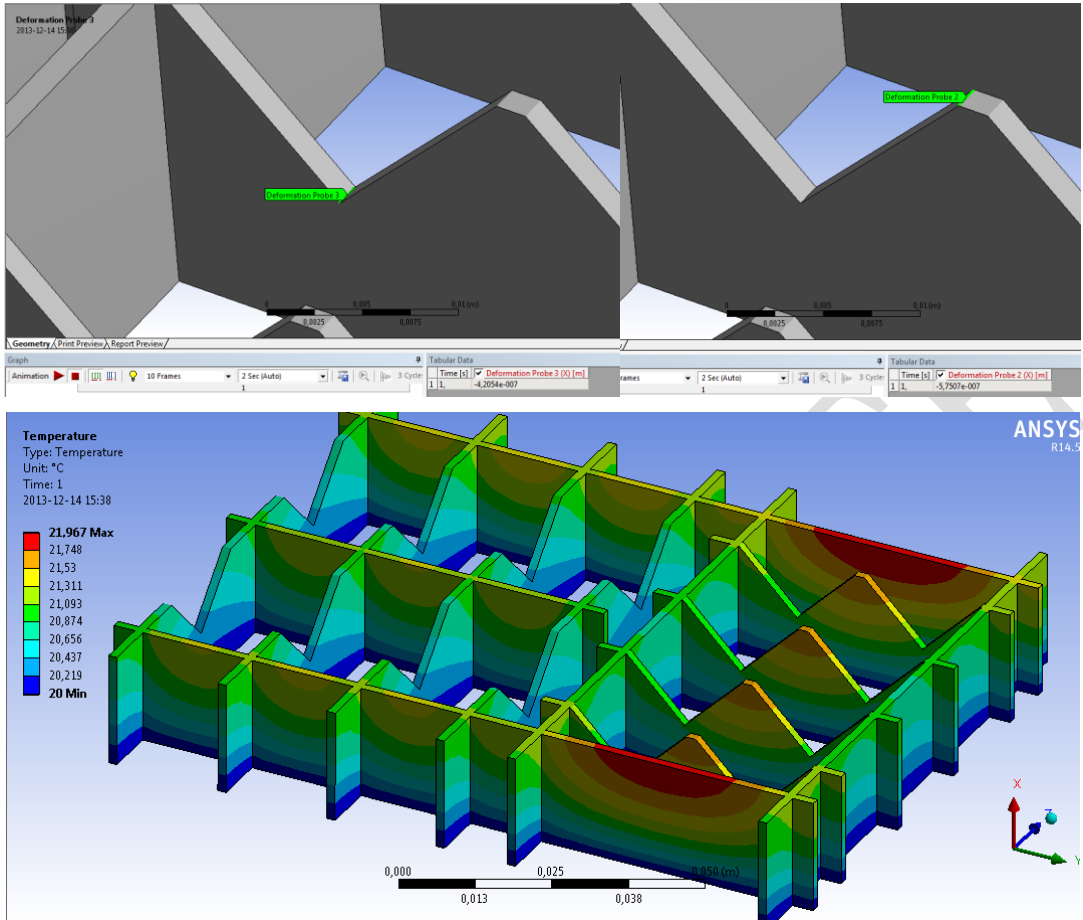 Deformation Probe 3
2013-12-14 15:
Deformation Probe 3
0
0,005
0,01 (m)
0,0025
0,0075
Geometry / Print Preview / Report Preview /
Graph
Animation
10 Frames
2 Sec (Auto)
3 Cycle
1
Tabular Data
Time [s] Deformation Probe 3 (X) [m]
1 1, -4,2054e-007
Deformation Probe 2
0
0,005
0,01 (m)
0,0025
0,0075
rames
2 Sec (Auto)
3 Cycle:
1
Tabular Data
Time [s] Deformation Probe 2 (X) [m]
1 1, -5,7507e-007
Temperature
Type: Temperature
Unit: °C
Time: 1
2013-12-14 15:38
21,967 Max
21,748
21,53
21,311
21,093
20,874
20,656
20,437
20,219
20 Min
ANSYS
R14.5
0,000
0,025
0,050 (m)
0,013
0,038
X
Z
Y